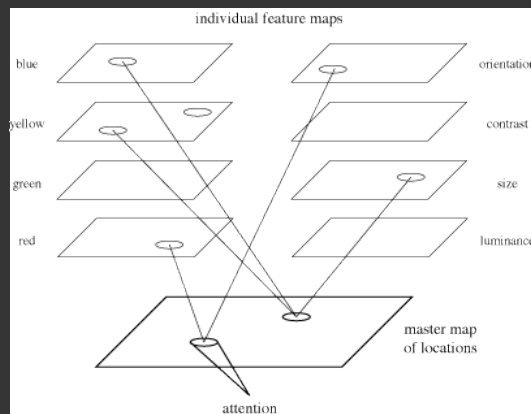 individual feature maps
blue
orientation
yellow
contrast
green
size
red
luminance
master map
of locations
attention